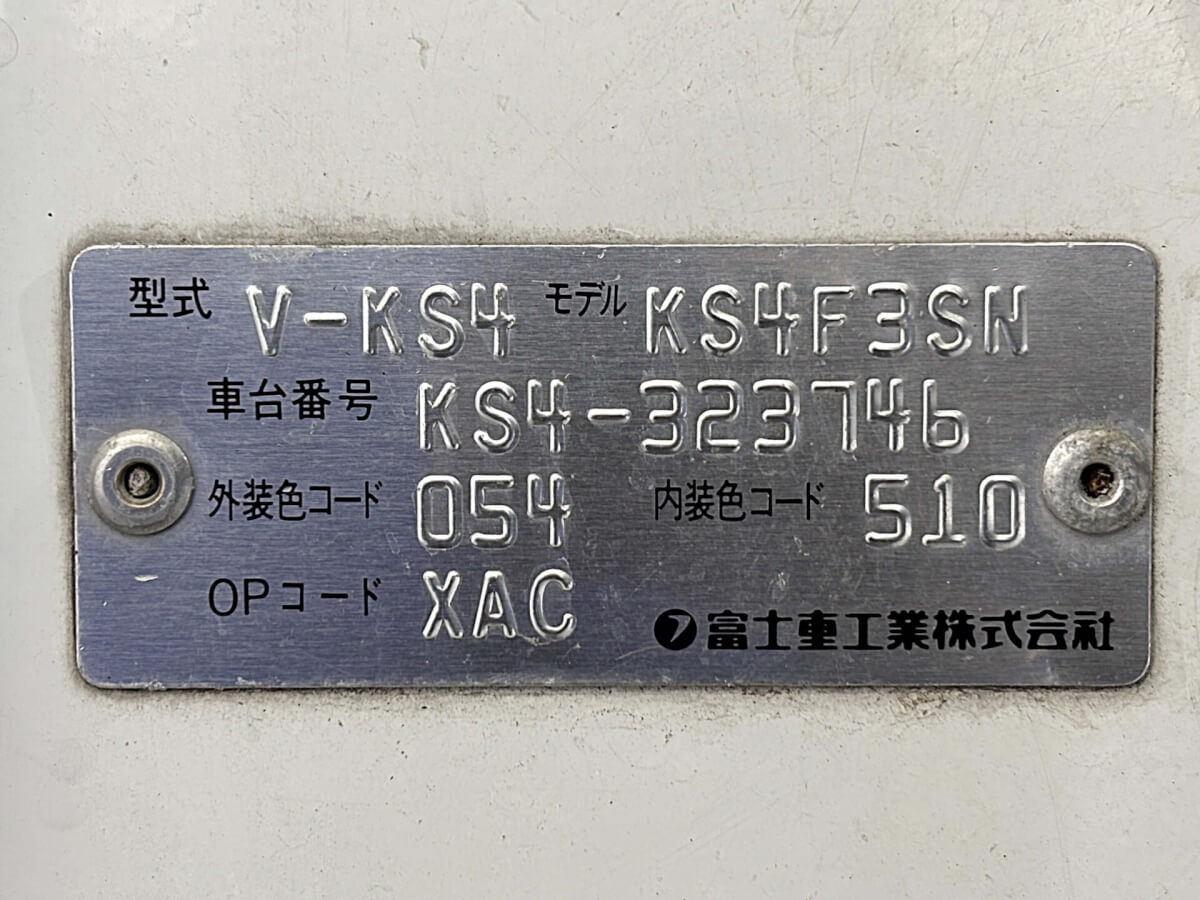 型式 V-KS4 モデル KS4F3SN
車台番号 KS4-323746
外装色コード 054 内装色コード 510
OPコード XAC
富士重工業株式会社